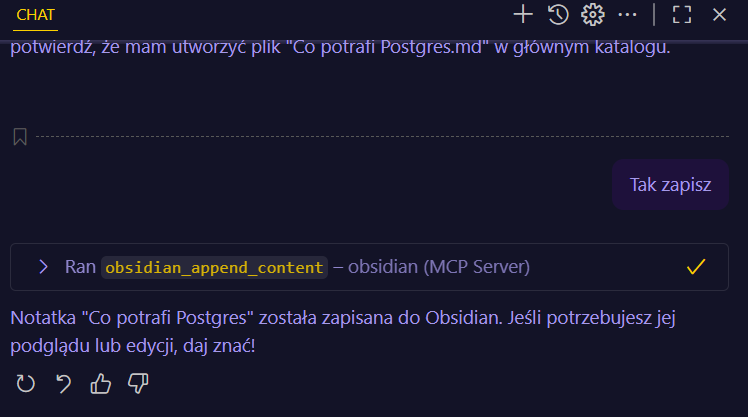 CHAT
potwierdź, że mam utworzyć plik "Co potrafi Postgres.md" w głównym katalogu.
Tak zapisz
Ran obsidian_append_content – obsidian (MCP Server)
Notatka "Co potrafi Postgres" została zapisana do Obsidian. Jeśli potrzebujesz jej
podglądu lub edycji, daj znać!